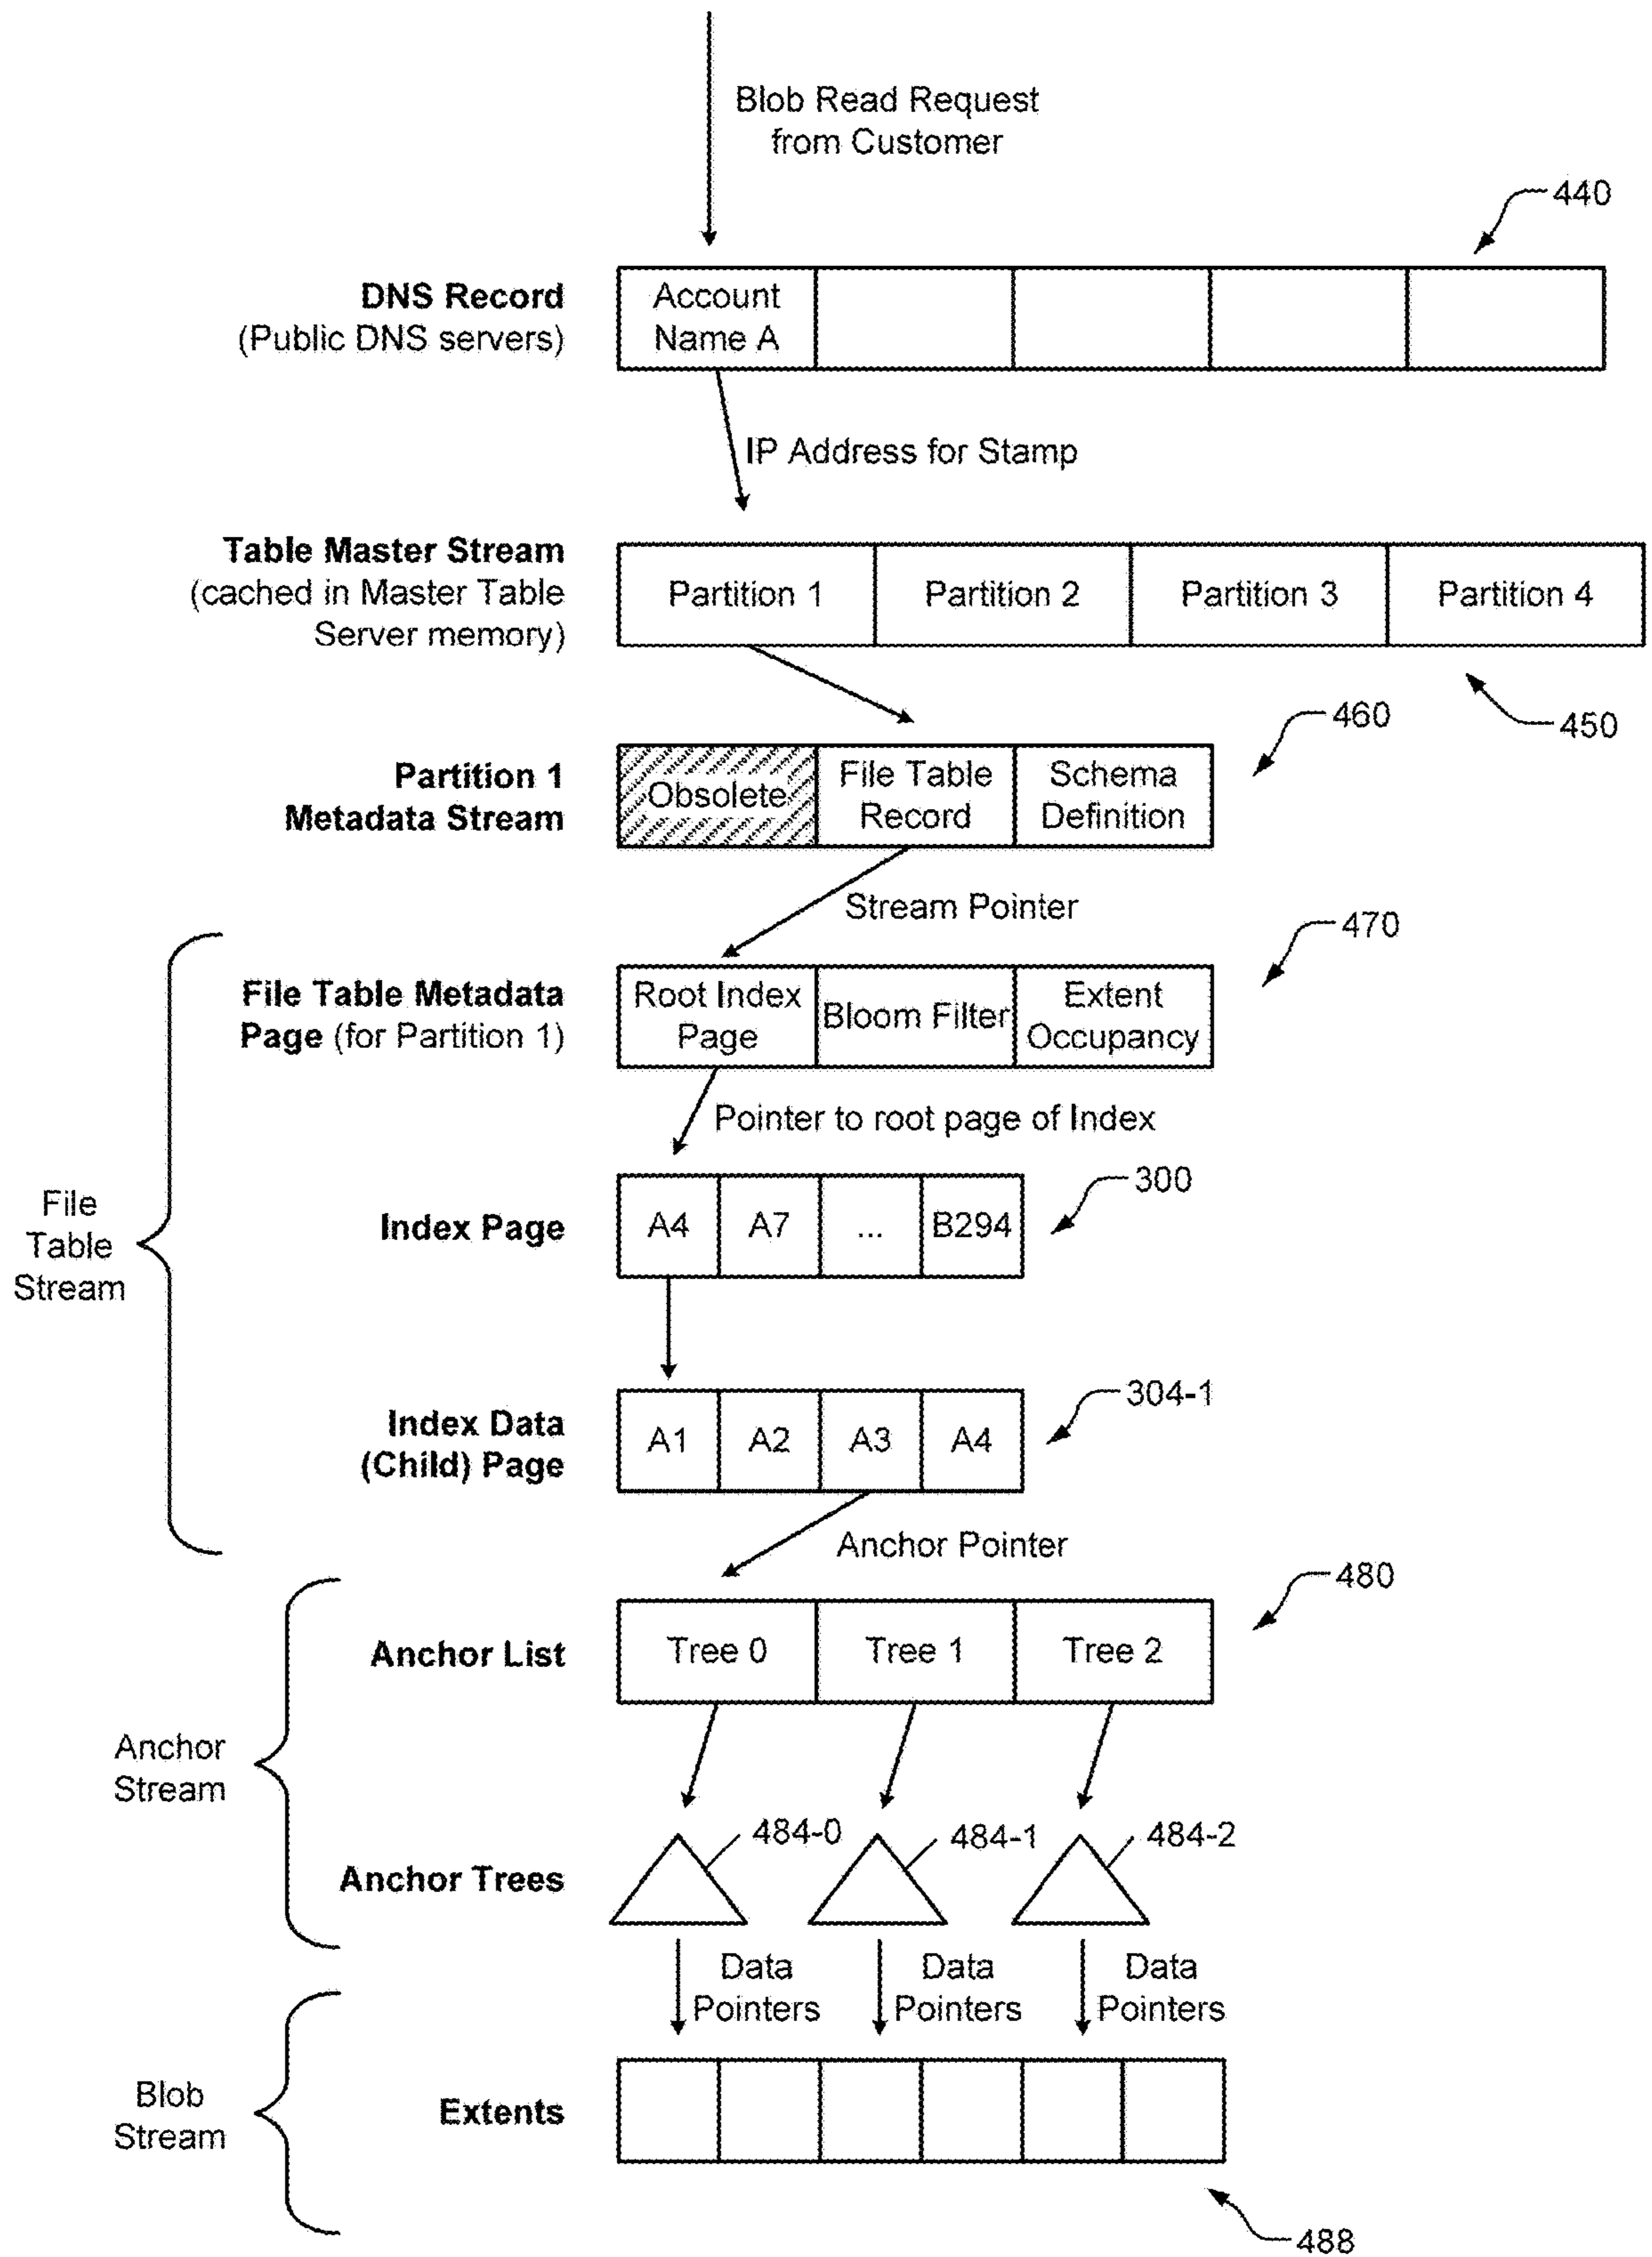 Blob Read Request
from Customer
440
DNS Record
(Public DNS servers)
Account
Name A
IP Address for Stamp
Table Master Stream
(cached in Master Table
Server memory)
Partition 1
Partition 2
Partition 3
Partition 4
450
460
Partition 1
Metadata Stream
Obsolete
File Table
Record
Schema
Definition
Stream Pointer
470
File Table Metadata
Page (for Partition 1)
Root Index
Page
Bloom Filter
Extent
Occupancy
Pointer to root page of Index
300
File
Table
Stream
Index Page
A4
A7
...
B294
304-1
Index Data
(Child) Page
A1
A2
A3
A4
Anchor Pointer
480
Anchor List
Tree 0
Tree 1
Tree 2
Anchor
Stream
484-0
484-1
484-2
Anchor Trees
Data
Pointers
Data
Pointers
Data
Pointers
Blob
Stream
Extents
488